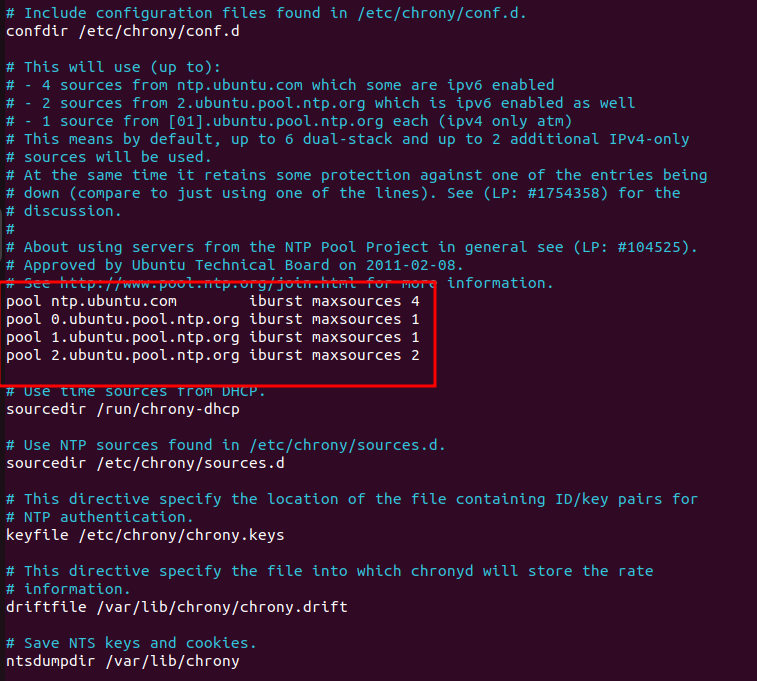 # Include configuration files found in /etc/chrony/conf.d.
confdir /etc/chrony/conf.d
# This will use (up to):
# - 4 sources from ntp.ubuntu.com which some are ipv6 enabled
# - 2 sources from 2.ubuntu.pool.ntp.org which is ipv6 enabled as well
# - 1 source from [01].ubuntu.pool.ntp.org each (ipv4 only atm)
# This means by default, up to 6 dual-stack and up to 2 additional IPv4-only
# sources will be used.
# At the same time it retains some protection against one of the entries being
# down (compare to just using one of the lines). See (LP: #1754358) for the
# discussion.
#
# About using servers from the NTP Pool Project in general see (LP: #104525).
# Approved by Ubuntu Technical Board on 2011-02-08.
# See http://www.pool.ntp.org/join.html for more information.
pool ntp.ubuntu.com        iburst maxsources 4
pool 0.ubuntu.pool.ntp.org iburst maxsources 1
pool 1.ubuntu.pool.ntp.org iburst maxsources 1
pool 2.ubuntu.pool.ntp.org iburst maxsources 2
# Use time sources from DHCP.
sourcedir /run/chrony-dhcp
# Use NTP sources found in /etc/chrony/sources.d.
sourcedir /etc/chrony/sources.d
# This directive specify the location of the file containing ID/key pairs for
# NTP authentication.
keyfile /etc/chrony/chrony.keys
# This directive specify the file into which chronyd will store the rate
# information.
driftfile /var/lib/chrony/chrony.drift
# Save NTS keys and cookies.
ntsdumpdir /var/lib/chrony